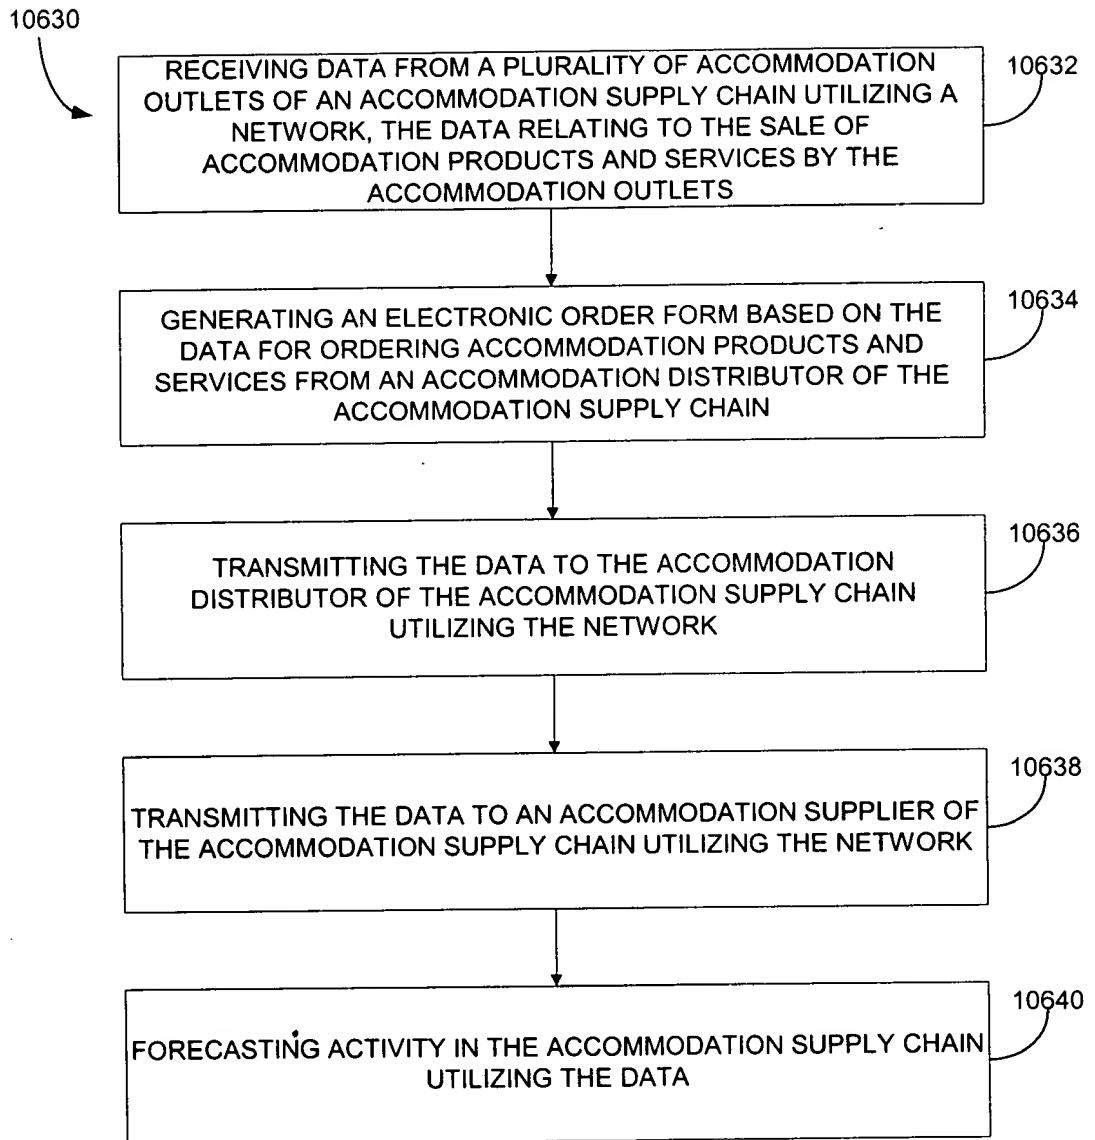 10630
RECEIVING DATA FROM A PLURALITY OF ACCOMMODATION
OUTLETS OF AN ACCOMMODATION SUPPLY CHAIN UTILIZING A
NETWORK, THE DATA RELATING TO THE SALE OF
ACCOMMODATION PRODUCTS AND SERVICES BY THE
ACCOMMODATION OUTLETS
10632
GENERATING AN ELECTRONIC ORDER FORM BASED ON THE
DATA FOR ORDERING ACCOMMODATION PRODUCTS AND
SERVICES FROM AN ACCOMMODATION DISTRIBUTOR OF THE
ACCOMMODATION SUPPLY CHAIN
10634
TRANSMITTING THE DATA TO THE ACCOMMODATION
DISTRIBUTOR OF THE ACCOMMODATION SUPPLY CHAIN
UTILIZING THE NETWORK
10636
TRANSMITTING THE DATA TO AN ACCOMMODATION SUPPLIER OF
THE ACCOMMODATION SUPPLY CHAIN UTILIZING THE NETWORK
10638
FORECASTING ACTIVITY IN THE ACCOMMODATION SUPPLY CHAIN
UTILIZING THE DATA
10640